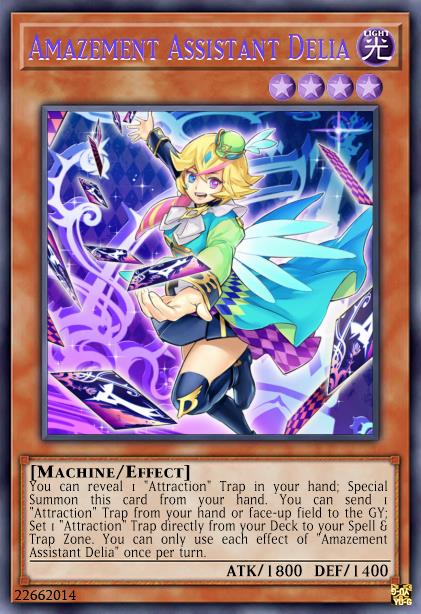 Amazement Assistant Delia
LIGHT
光
[Machine/Effect]
You can reveal 1 "Attraction" Trap in your hand; Special
Summon this card from your hand. You can send 1
"Attraction" Trap from your hand or face-up field to the GY;
Set 1 "Attraction" Trap directly from your Deck to your Spell &
Trap Zone. You can only use each effect of "Amazement
Assistant Delia" once per turn.
ATK/1800 DEF/1400
22662014